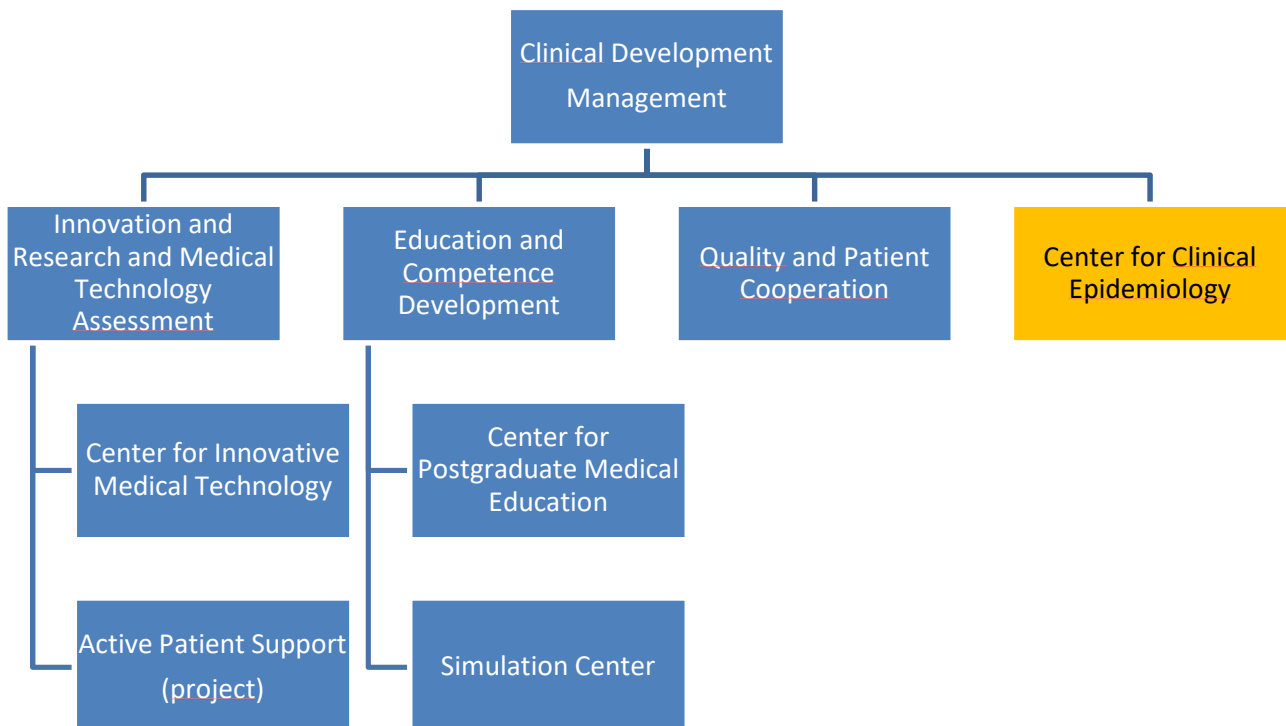 Clinical Development
Management
Innovation and
Research and Medical
Technology
Assessment
Education and
Competence
Development
Quality and Patient
Cooperation
Center for Clinical
Epidemiology
Center for Innovative
Medical Technology
Center for
Postgraduate Medical
Education
Active Patient Support
(project)
Simulation Center